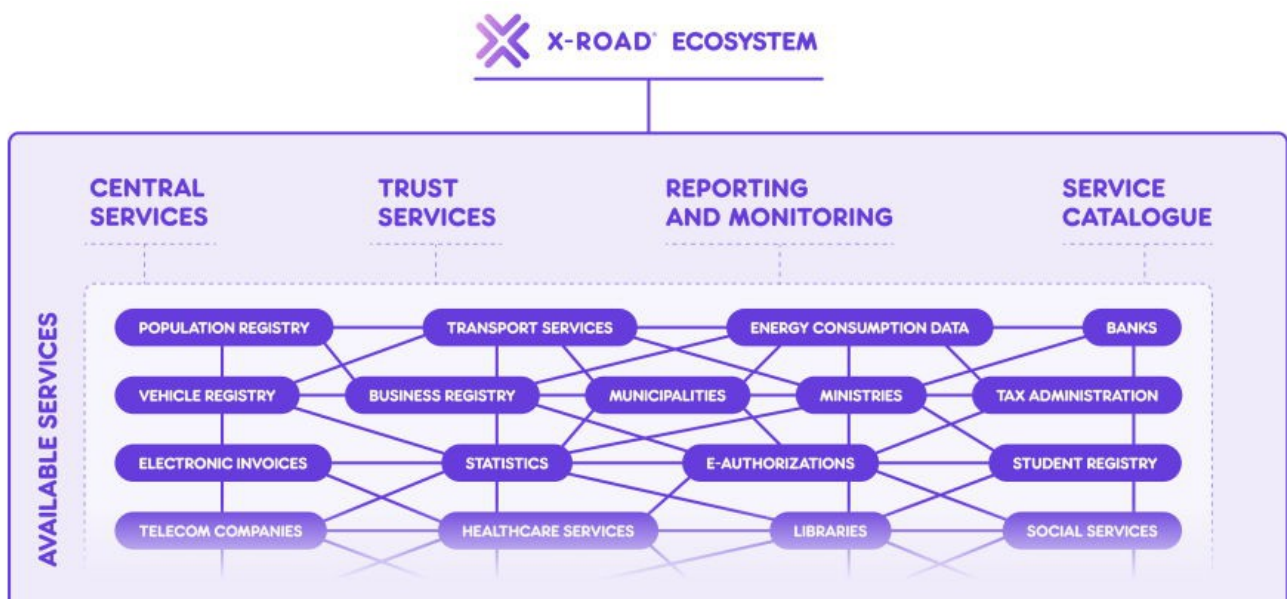 X-ROAD® ECOSYSTEM
CENTRAL
SERVICES
TRUST
SERVICES
REPORTING
AND MONITORING
SERVICE
CATALOGUE
AVAILABLE SERVICES
POPULATION REGISTRY
TRANSPORT SERVICES
ENERGY CONSUMPTION DATA
BANKS
VEHICLE REGISTRY
BUSINESS REGISTRY
MUNICIPALITIES
MINISTRIES
TAX ADMINISTRATION
ELECTRONIC INVOICES
STATISTICS
E-AUTHORIZATIONS
STUDENT REGISTRY
TELECOM COMPANIES
HEALTHCARE SERVICES
LIBRARIES
SOCIAL SERVICES